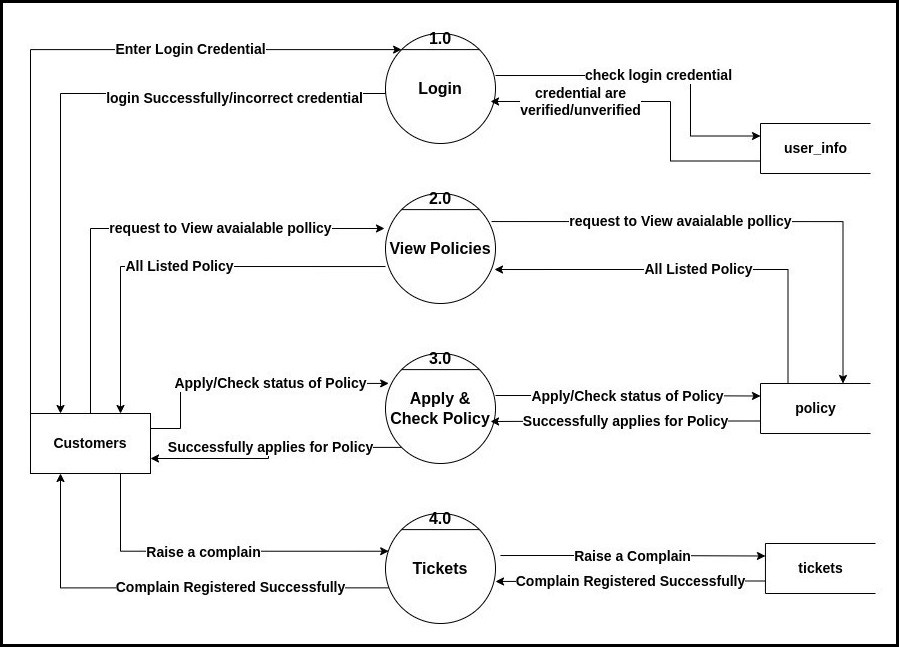 1.0
Enter Login Credential
Login
check login credential
login Successfully/incorrect credential
credential are
verified/unverified
user_info
2.0
request to View avaialable pollicy
request to View avaialable pollicy
View Policies
All Listed Policy
All Listed Policy
3.0
Apply/Check status of Policy
Apply &
Check Policy
Apply/Check status of Policy
policy
Successfully applies for Policy
Customers
Successfully applies for Policy
4.0
Raise a complain
Raise a Complain
Tickets
tickets
Complain Registered Successfully
Complain Registered Successfully